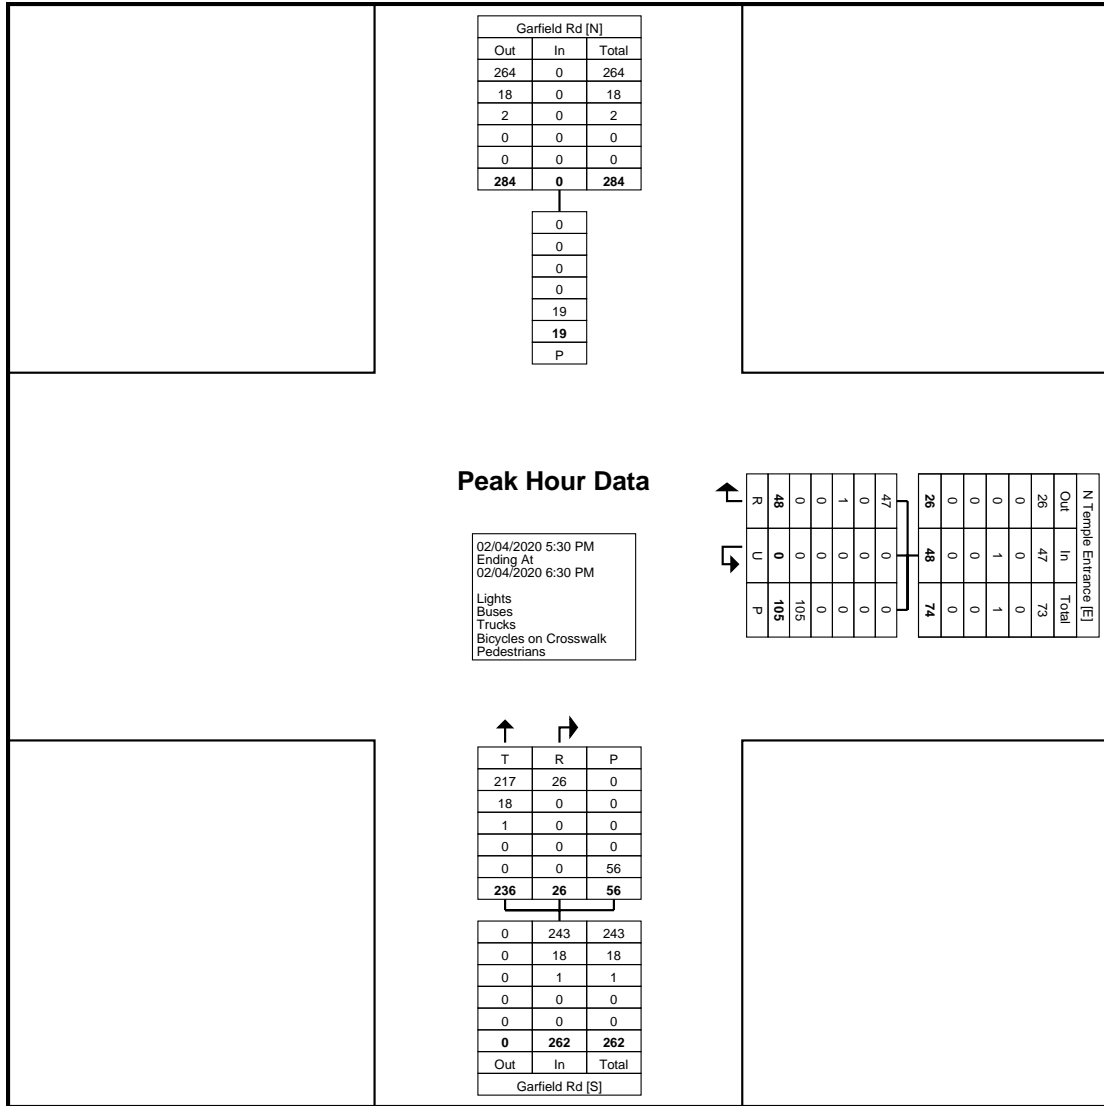 Garfield Rd [N]
Out In Total
264 0 264
18 0 18
2 0 2
0 0 0
0 0 0
284 0 284
0
0
0
0
19
19
P
Peak Hour Data
02/04/2020 5:30 PM
Ending At
02/04/2020 6:30 PM
Lights
Buses
Trucks
Bicycles on Crosswalk
Pedestrians
N Temple Entrance [E]
Out In Total
26 47 73
0 0 0
0 1 1
0 0 0
0 0 0
26 48 74
47 0 0
0 0 0
1 0 0
0 0 0
0 0 105
48 0 105
R U P
T R P
217 26 0
18 0 0
1 0 0
0 0 0
0 0 56
236 26 56
0 243 243
0 18 18
0 1 1
0 0 0
0 0 0
0 262 262
Out In Total
Garfield Rd [S]